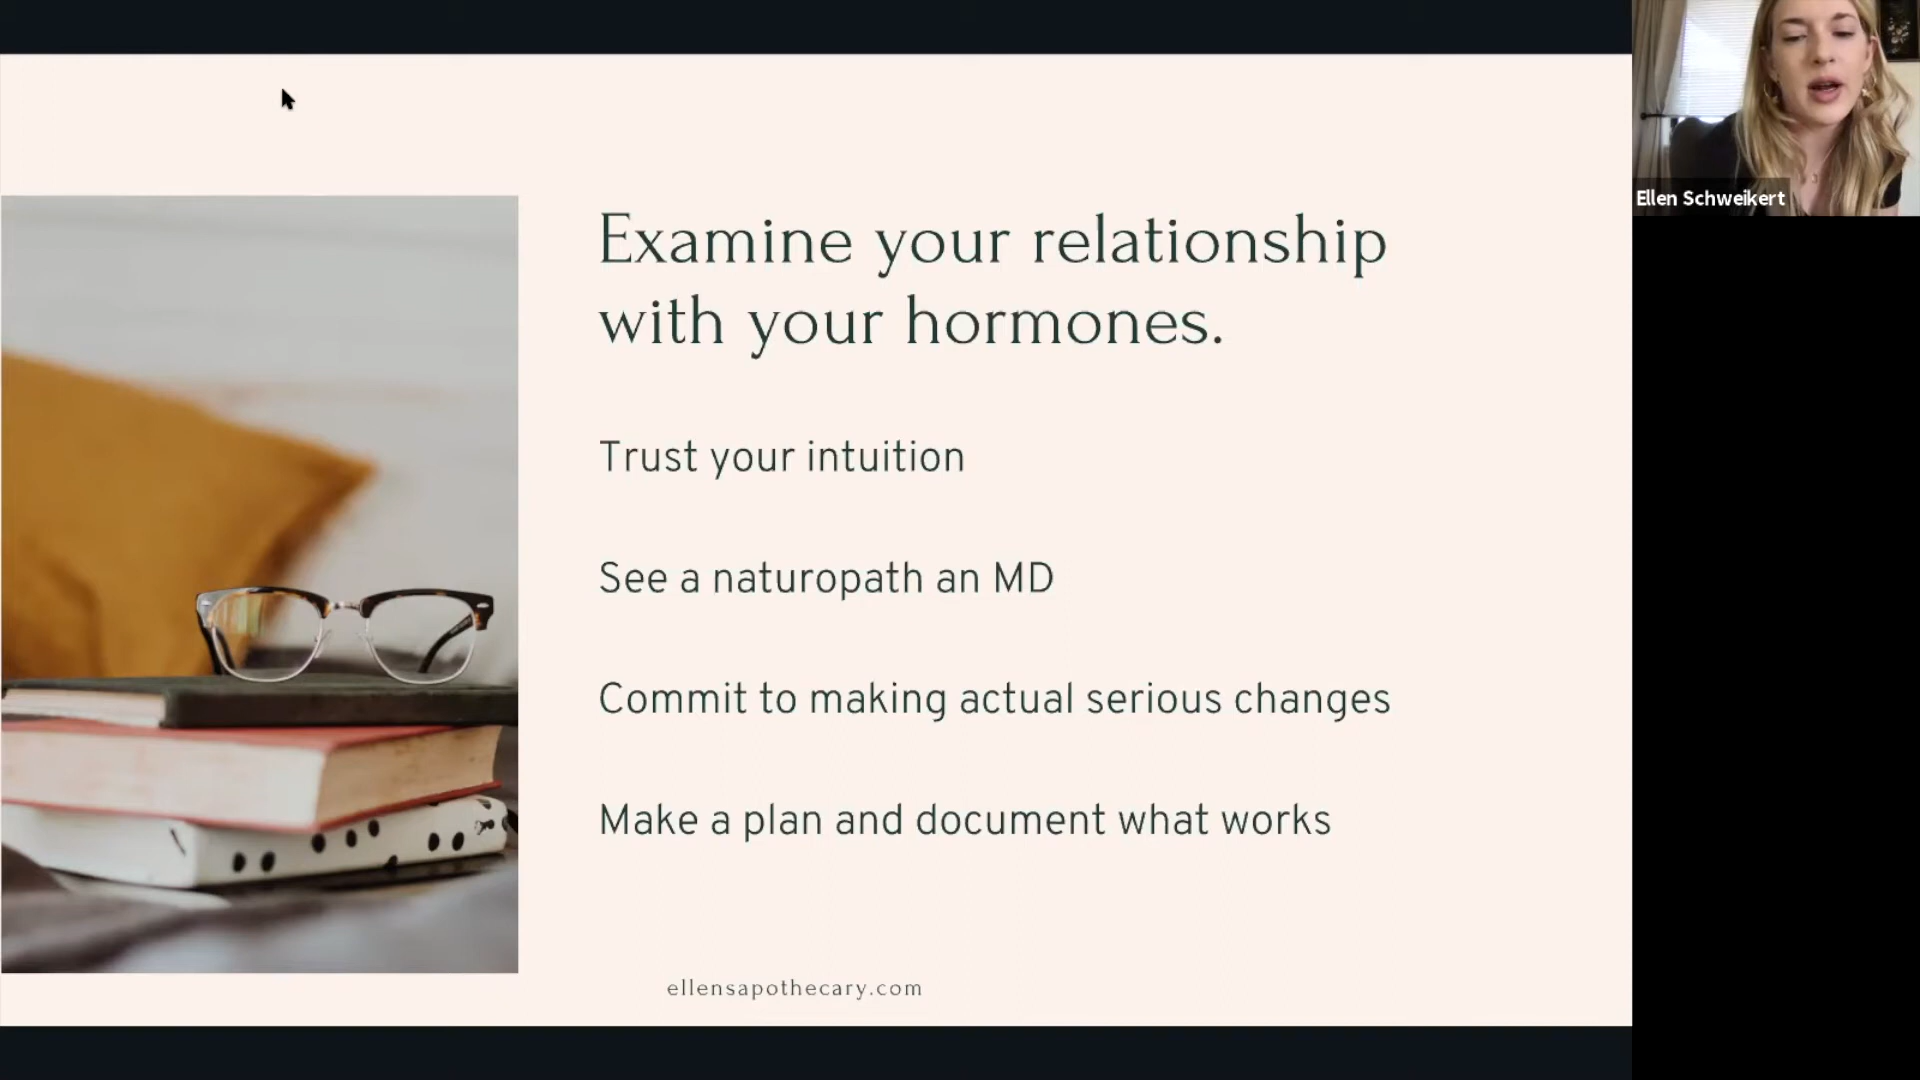 Ellen Schweikert
Examine your relationship
with your hormones.
Trust your intuition
See a naturopath an MD
Commit to making actual serious changes
Make a plan and document what works
ellensapothecary.com